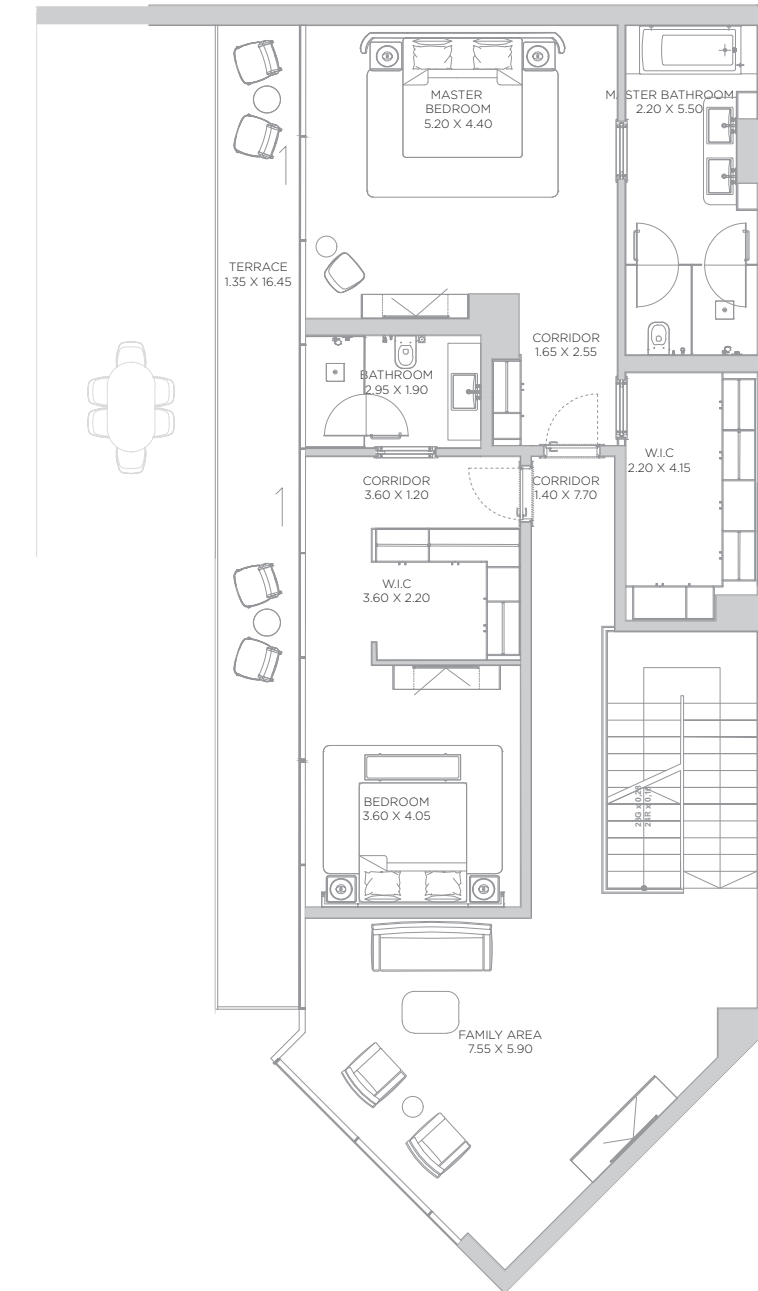 MASTER
BEDROOM
5.20 X 4.40
MASTER BATHROOM
2.20 X 5.50
TERRACE
1.35 X 16.45
CORRIDOR
1.65 X 2.55
BATHROOM
2.95 X 1.90
W.I.C
2.20 X 4.15
CORRIDOR
3.60 X 1.20
CORRIDOR
1.40 X 7.70
W.I.C
3.60 X 2.20
BEDROOM
3.60 X 4.05
FAMILY AREA
7.55 X 5.90